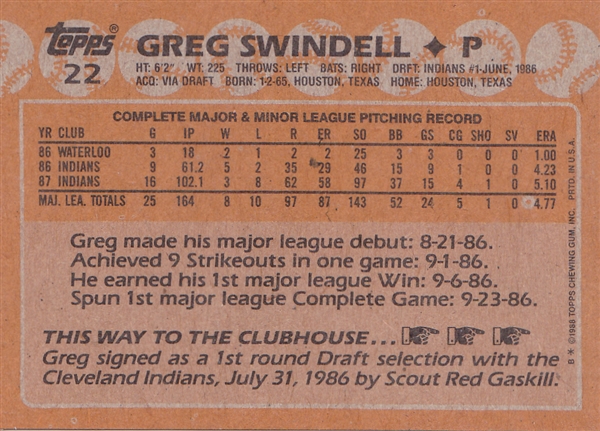 Topps® GREG SWINDELL ✦ P
22 HT: 6'2" WT: 225 THROWS: LEFT BATS: RIGHT DRFT: INDIANS #1-JUNE, 1986
ACQ: VIA DRAFT BORN: 1-2-65, HOUSTON, TEXAS HOME: HOUSTON, TEXAS
COMPLETE MAJOR & MINOR LEAGUE PITCHING RECORD
YR CLUB G IP W L R ER SO BB GS CG SHO SV ERA
86 WATERLOO 3 18 2 1 2 2 25 3 3 0 0 0 1.00
86 INDIANS 9 61.2 5 2 35 29 46 15 9 1 0 0 4.23
87 INDIANS 16 102.1 3 8 62 58 97 37 15 4 1 0 5.10
MAJ. LEA. TOTALS 25 164 8 10 97 87 143 52 24 5 1 0 4.77
Greg made his major league debut: 8-21-86.
Achieved 9 Strikeouts in one game: 9-1-86.
He earned his 1st major league Win: 9-6-86.
Spun 1st major league Complete Game: 9-23-86.
THIS WAY TO THE CLUBHOUSE...
Greg signed as a 1st round Draft selection with the
Cleveland Indians, July 31, 1986 by Scout Red Gaskill.
B * © 1988 TOPPS CHEWING GUM, INC. PRTD. IN U.S.A.